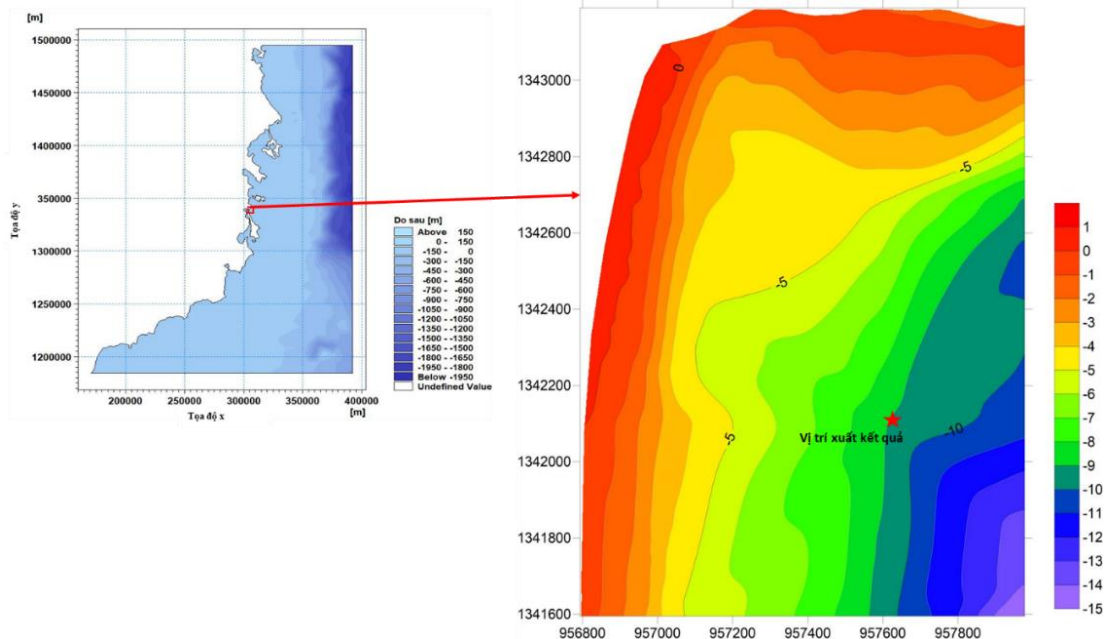 [m]
1500000
1450000
1400000
1350000
1300000
1250000
1200000
Tọa độ y
200000 250000 300000 350000 400000
Tọa độ x
[m]
Do sau [m]
Above 150
0 - 150
-150 - 0
-300 - -150
-450 - -300
-600 - -450
-750 - -600
-900 - -750
-1050 - -900
-1200 - -1050
-1350 - -1200
-1500 - -1350
-1650 - -1500
-1800 - -1650
-1950 - -1800
Below -1950
Undefined Value
1343000
1342800
1342600
1342400
1342200
1342000
1341800
1341600
956800 957000 957200 957400 957600 957800
0
-5
-5
-5
-10
Vị trí xuất kết quả
1
0
-1
-2
-3
-4
-5
-6
-7
-8
-9
-10
-11
-12
-13
-14
-15